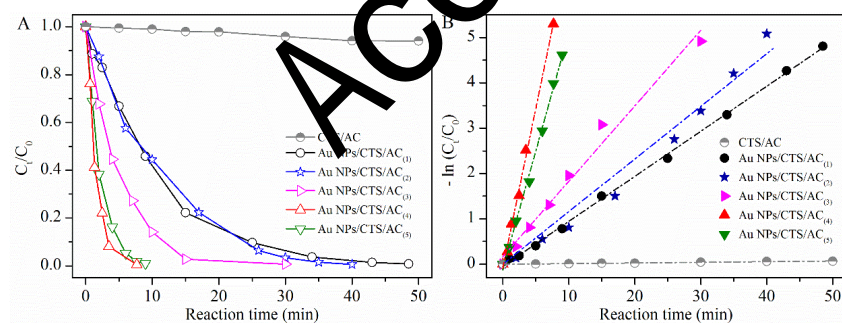 Acc
A
1.0
0.8
0.6
0.4
0.2
0.0
Ct/C0
0
10
20
30
40
50
Reaction time (min)
CTS/AC
Au NPs/CTS/AC(1)
Au NPs/CTS/AC(2)
Au NPs/CTS/AC(3)
Au NPs/CTS/AC(4)
Au NPs/CTS/AC(5)
B
5
4
3
2
1
0
- ln (Ct/C0)
0
10
20
30
40
50
Reaction time (min)
CTS/AC
Au NPs/CTS/AC(1)
Au NPs/CTS/AC(2)
Au NPs/CTS/AC(3)
Au NPs/CTS/AC(4)
Au NPs/CTS/AC(5)